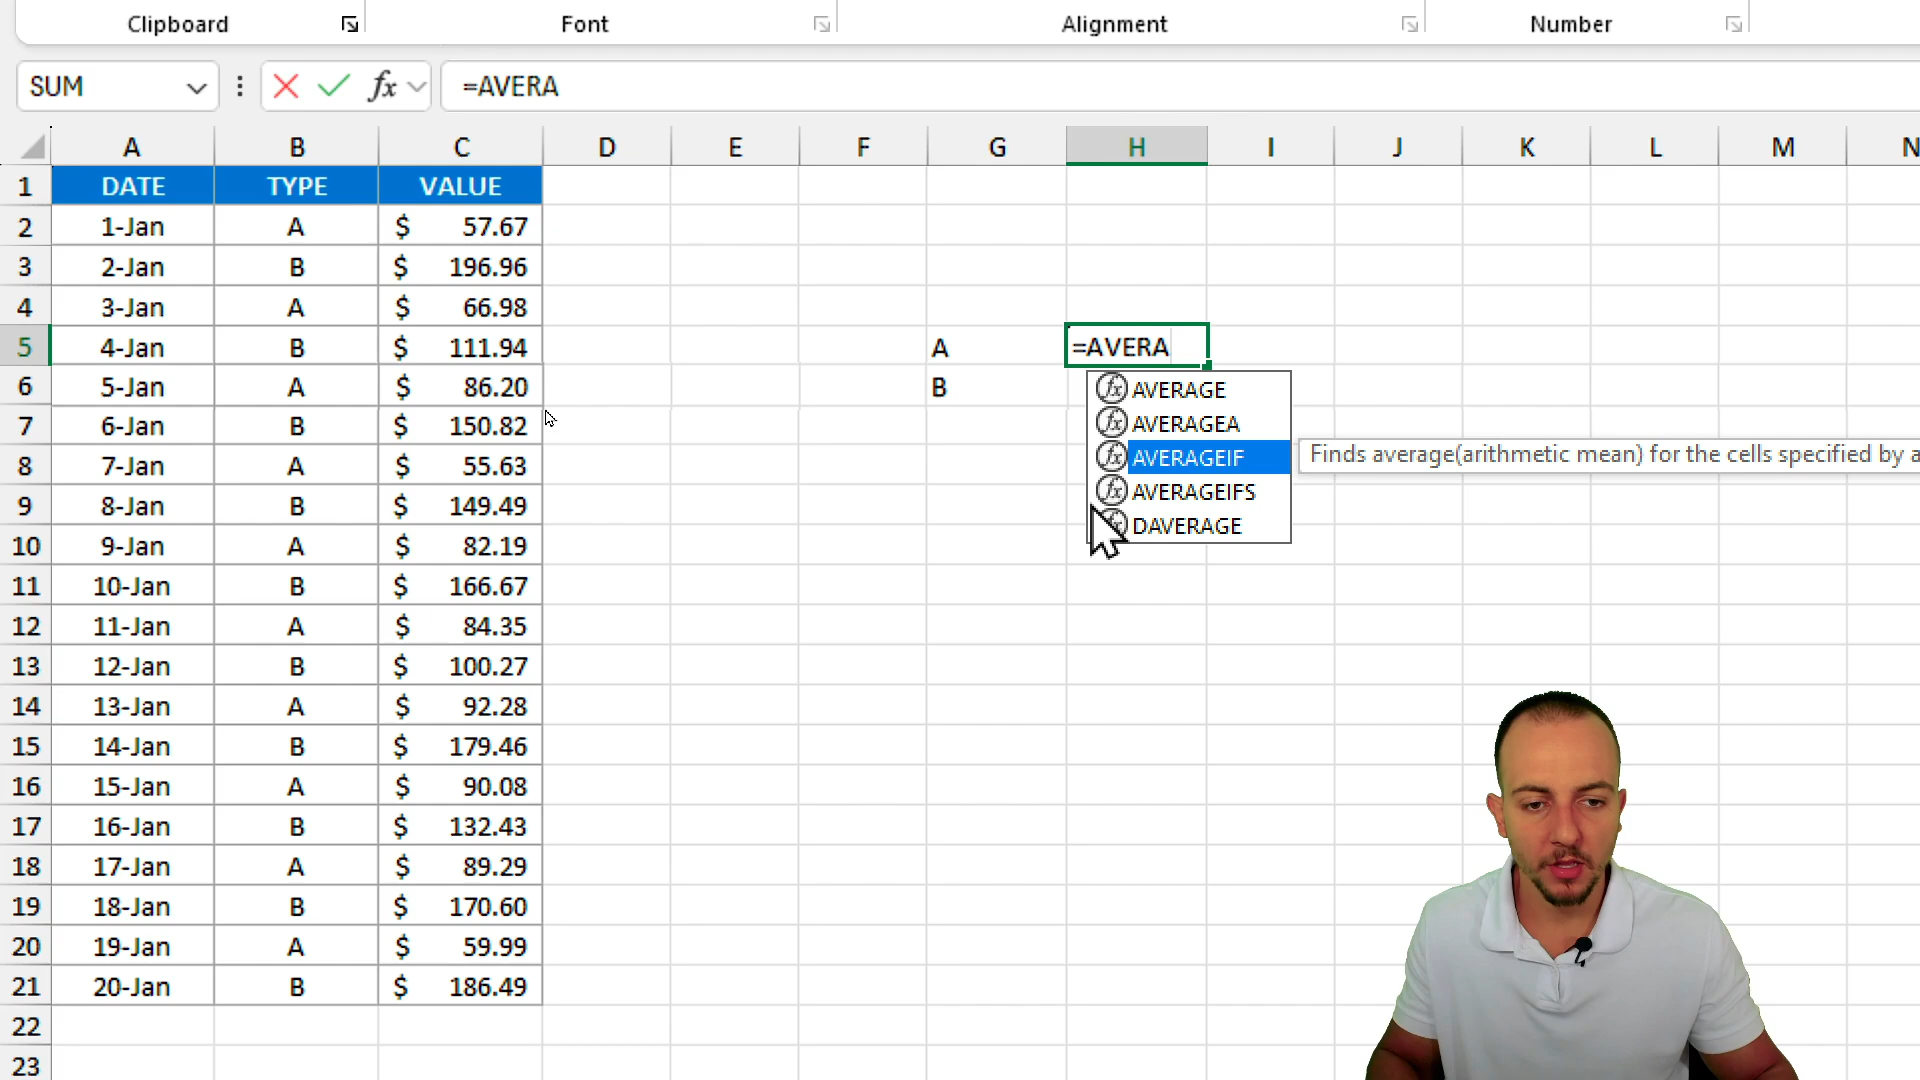 Clipboard Font Alignment Number
SUM fx =AVERA
A B C D E F G H I J K L M N
1 DATE TYPE VALUE
2 1-Jan A $ 57.67
3 2-Jan B $ 196.96
4 3-Jan A $ 66.98
5 4-Jan B $ 111.94 A =AVERA
6 5-Jan A $ 86.20 B AVERAGE
7 6-Jan B $ 150.82 AVERAGEA
8 7-Jan A $ 55.63 AVERAGEIF Finds average(arithmetic mean) for the cells specified by a
9 8-Jan B $ 149.49 AVERAGEIFS
10 9-Jan A $ 82.19 DAVERAGE
11 10-Jan B $ 166.67
12 11-Jan A $ 84.35
13 12-Jan B $ 100.27
14 13-Jan A $ 92.28
15 14-Jan B $ 179.46
16 15-Jan A $ 90.08
17 16-Jan B $ 132.43
18 17-Jan A $ 89.29
19 18-Jan B $ 170.60
20 19-Jan A $ 59.99
21 20-Jan B $ 186.49
22
23